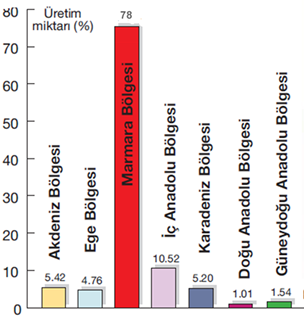 80
Üretim
miktarı (%)
70
60
50
40
30
20
10
0
5.42
Akdeniz Bölgesi
4.76
Ege Bölgesi
78
Marmara Bölgesi
10.52
İç Anadolu Bölgesi
5.20
Karadeniz Bölgesi
1.01
Doğu Anadolu Bölgesi
1.54
Güneydoğu Anadolu Bölgesi